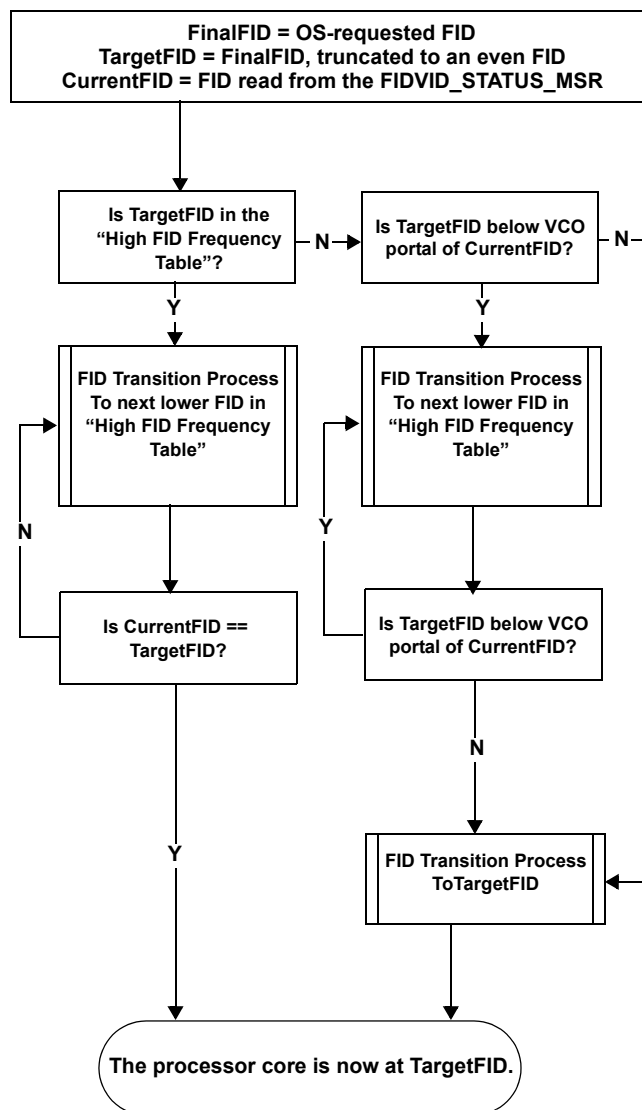 FinalFID = OS-requested FID
TargetFID = FinalFID, truncated to an even FID
CurrentFID = FID read from the FIDVID_STATUS_MSR
Is TargetFID in the
“High FID Frequency
Table”?
N
Is TargetFID below VCO
portal of CurrentFID?
N
Y
Y
FID Transition Process
To next lower FID in
“High FID Frequency
Table”
FID Transition Process
To next lower FID in
“High FID Frequency
Table”
N
Y
Is CurrentFID ==
TargetFID?
Is TargetFID below VCO
portal of CurrentFID?
N
Y
FID Transition Process
ToTargetFID
The processor core is now at TargetFID.